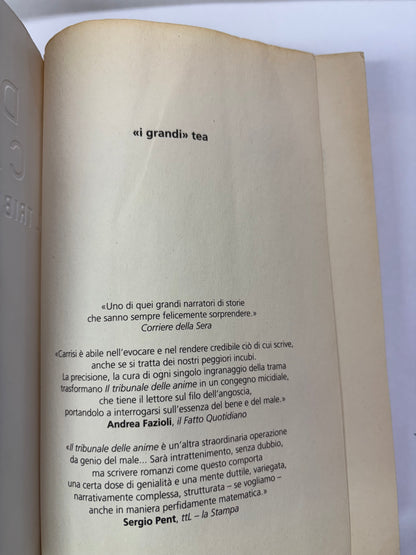 D
C
TRIE
«i grandi» tea
«Uno di quei grandi narratori di storie
che sanno sempre felicemente sorprendere.»
Corriere della Sera
«Carrisi è abile nell'evocare e nel rendere credibile ciò di cui scrive,
anche se si tratta dei nostri peggiori incubi.
La precisione, la cura di ogni singolo ingranaggio della trama
trasformano Il tribunale delle anime in un congegno micidiale,
che tiene il lettore sul filo dell'angoscia,
portandolo a interrogarsi sull'essenza del bene e del male.»
Andrea Fazioli, il Fatto Quotidiano
«Il tribunale delle anime è un'altra straordinaria operazione
da genio del male... Sarà intrattenimento, senza dubbio,
ma scrivere romanzi come questo comporta
una certa dose di genialità e una mente duttile, variegata,
narrativamente complessa, strutturata – se vogliamo –
anche in maniera perfidamente matematica.»
Sergio Pent, ttL – la Stampa